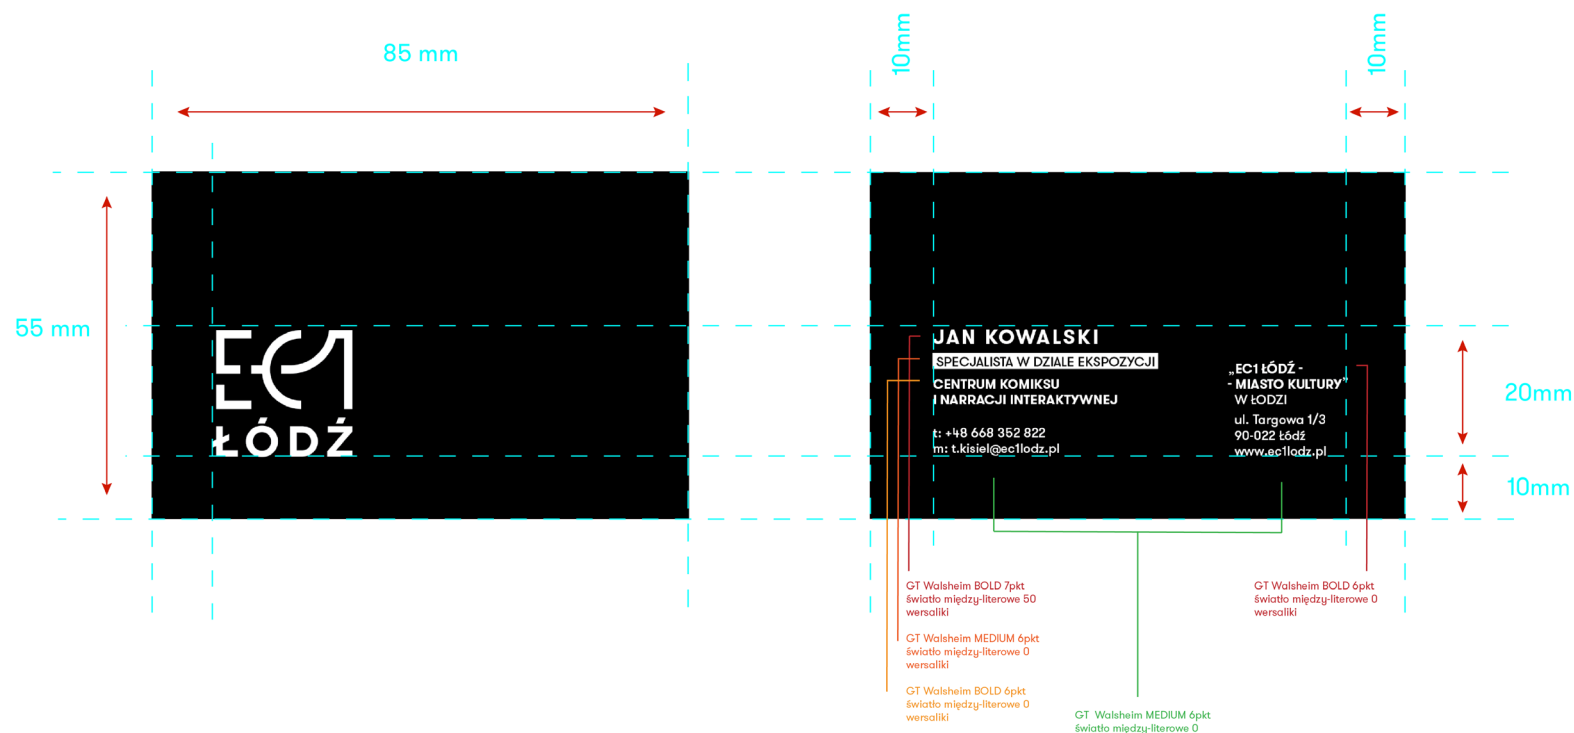 85 mm
10mm
10mm
55 mm
EC1
ŁÓDŹ
JAN KOWALSKI
SPECJALISTA W DZIALE EKSPOZYCJI
CENTRUM KOMIKSU
I NARRACJI INTERAKTYWNEJ
t: +48 668 352 822
m: t.kisiel@ec1lodz.pl
„EC1 ŁÓDŹ -
- MIASTO KULTURY”
W ŁODZI
ul. Targowa 1/3
90-022 Łódź
www.ec1lodz.pl
20mm
10mm
GT Walsheim BOLD 7pkt
światło między-literowe 50
wersaliki
GT Walsheim MEDIUM 6pkt
światło między-literowe 0
wersaliki
GT Walsheim BOLD 6pkt
światło między-literowe 0
wersaliki
GT Walsheim MEDIUM 6pkt
światło między-literowe 0
GT Walsheim BOLD 6pkt
światło między-literowe 0
wersaliki